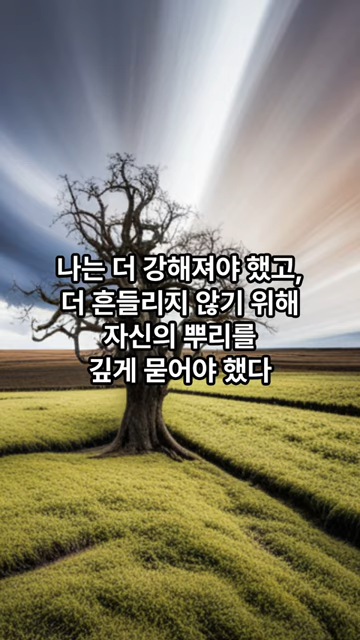 나는 더 강해져야 했고,
더 흔들리지 않기 위해
자신의 뿌리를
깊게 묻어야 했다